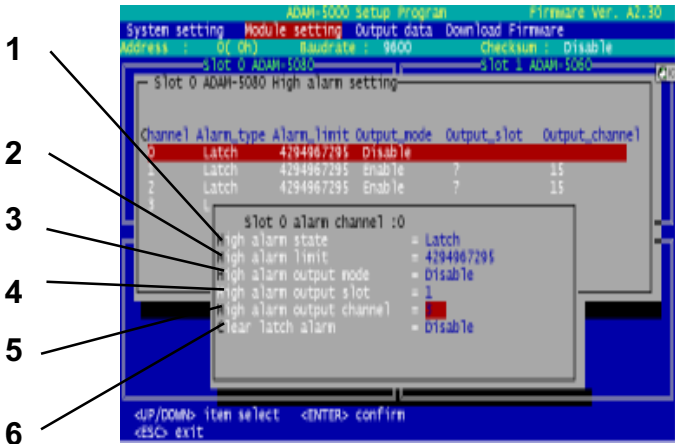 ADAM-5000 Setup Program Firmware Ver. A2.30
System setting Module setting Output data Download Firmware
Address : 0( 0h) Baudrate : 9600 Checksum : Disable
Slot 0 ADAM-5080 Slot 1 ADAM-5060
Slot 0 ADAM-5080 High alarm setting
Channel Alarm_type Alarm_limit Output_mode Output_slot Output_channel
0 Latch 4294967295 Disable
1 Latch 4294967295 Enable ? 15
2 Latch 4294967295 Enable ? 15
3 L
Slot 0 alarm channel :0
High alarm state = Latch
High alarm limit = 4294967295
High alarm output mode = Disable
High alarm output slot = 1
High alarm output channel =
Clear latch alarm = Disable
<UP/DOWN> item select <ENTER> confirm
<ESC> exit
1
2
3
4
5
6